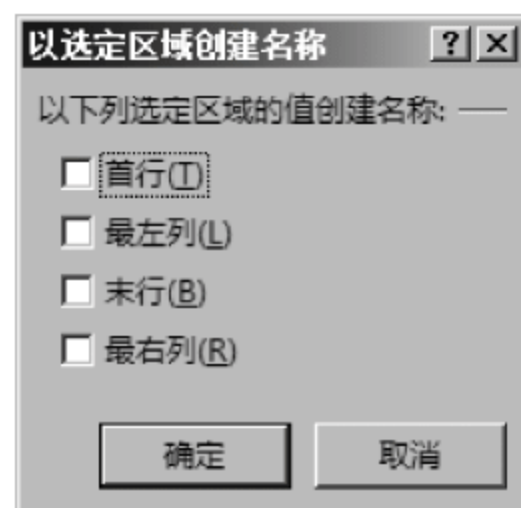 以选定区域创建名称
以下列选定区域的值创建名称:
首行(T)
最左列(L)
末行(B)
最右列(R)
确定 取消